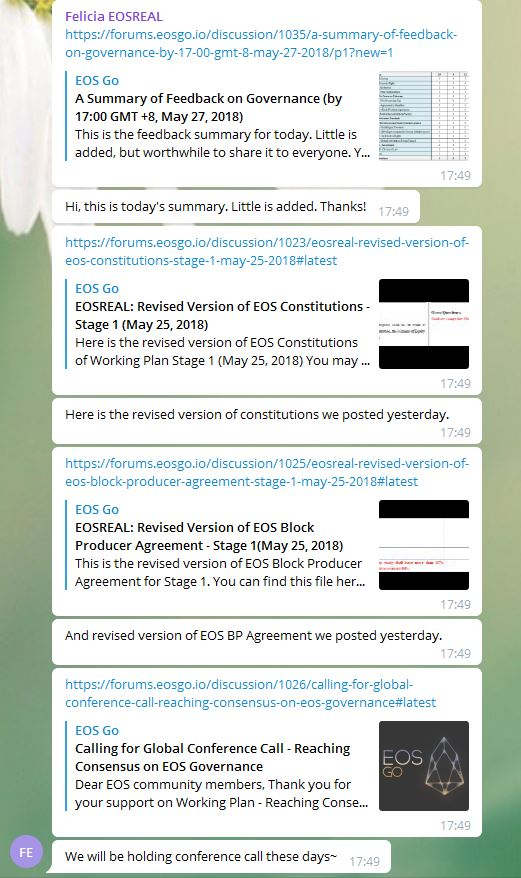 Felicia EOSREAL
https://forums.eosgo.io/discussion/1035/a-summary-of-feedback-
on-governance-by-17-00-gmt-8-may-27-2018/p1?new=1
EOS Go
A Summary of Feedback on Governance (by
17:00 GMT +8, May 27, 2018)
This is the feedback summary for today. Little is
added, but worthwhile to share it to everyone. Y...
17:49
Hi, this is today's summary. Little is added. Thanks!
17:49
https://forums.eosgo.io/discussion/1023/eosreal-revised-version-of-
eos-constitutions-stage-1-may-25-2018#latest
EOS Go
EOSREAL: Revised Version of EOS Constitutions -
Stage 1 (May 25, 2018)
Here is the revised version of EOS Constitutions
of Working Plan Stage 1 (May 25, 2018) You may ...
17:49
Here is the revised version of constitutions we posted yesterday.
17:49
https://forums.eosgo.io/discussion/1025/eosreal-revised-version-of-
eos-block-producer-agreement-stage-1-may-25-2018#latest
EOS Go
EOSREAL: Revised Version of EOS Block
Producer Agreement - Stage 1(May 25, 2018)
This is the revised version of EOS Block Producer
Agreement for Stage 1. You can find this file her...
17:49
And revised version of EOS BP Agreement we posted yesterday.
17:49
https://forums.eosgo.io/discussion/1026/calling-for-global-
conference-call-reaching-consensus-on-eos-governance#latest
EOS Go
Calling for Global Conference Call - Reaching
Consensus on EOS Governance
Dear EOS community members, Thank you for
your support on Working Plan - Reaching Conse...
EOS
GO
17:49
FE
We will be holding conference call these days~
17:49